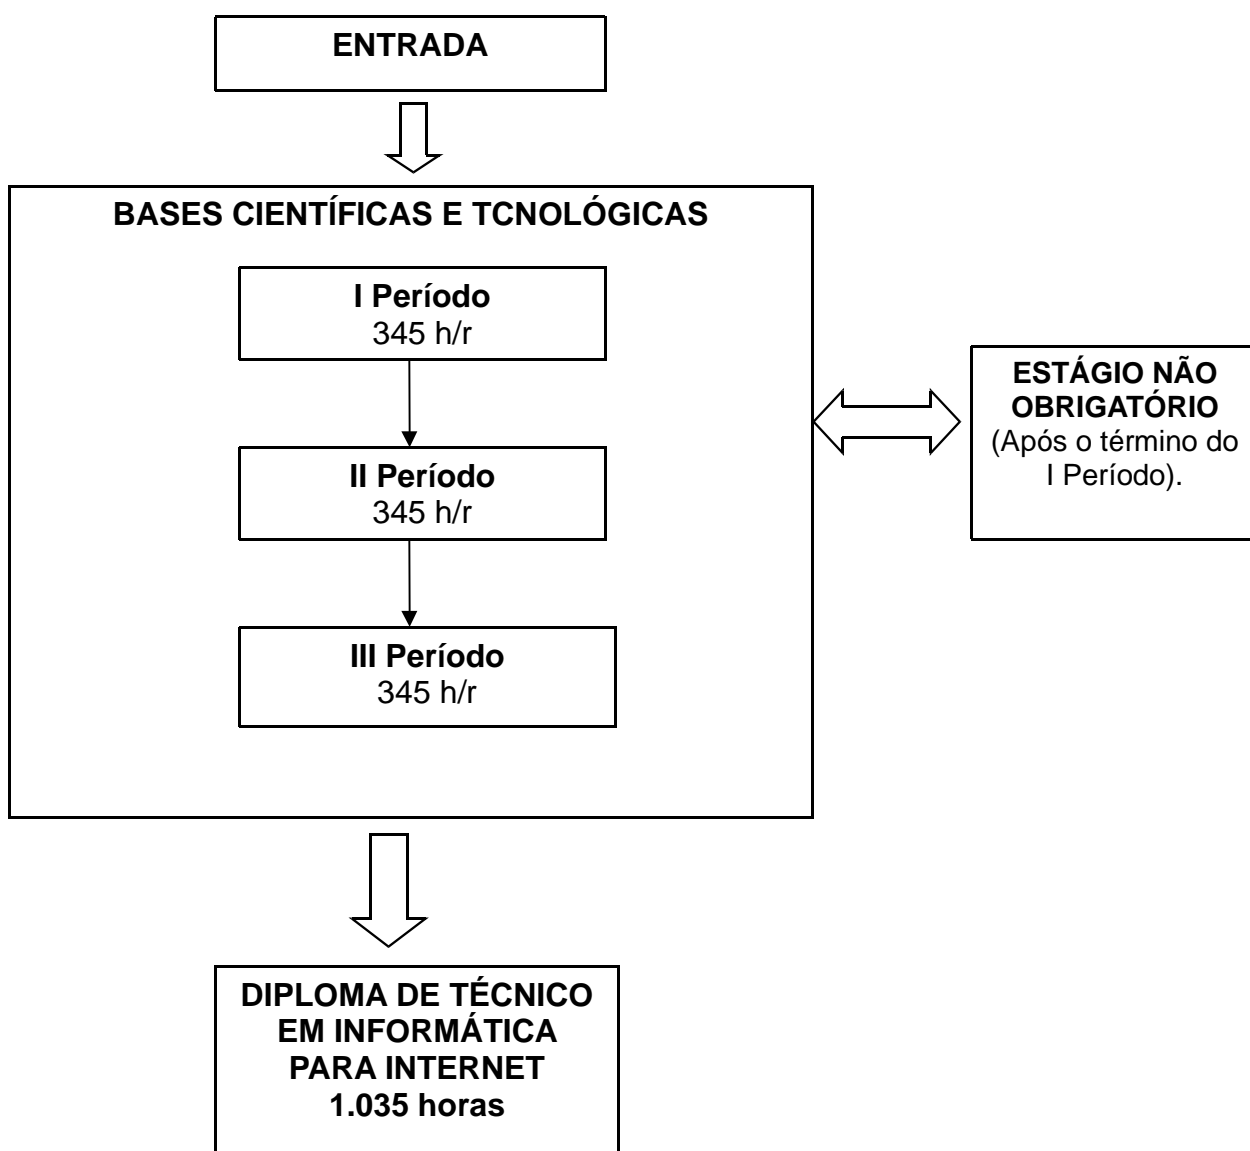 ENTRADA
BASES CIENTÍFICAS E TCNOLÓGICAS
I Período
345 h/r
II Período
345 h/r
III Período
345 h/r
ESTÁGIO NÃO
OBRIGATÓRIO
(Após o término do
I Período).
DIPLOMA DE TÉCNICO
EM INFORMÁTICA
PARA INTERNET
1.035 horas